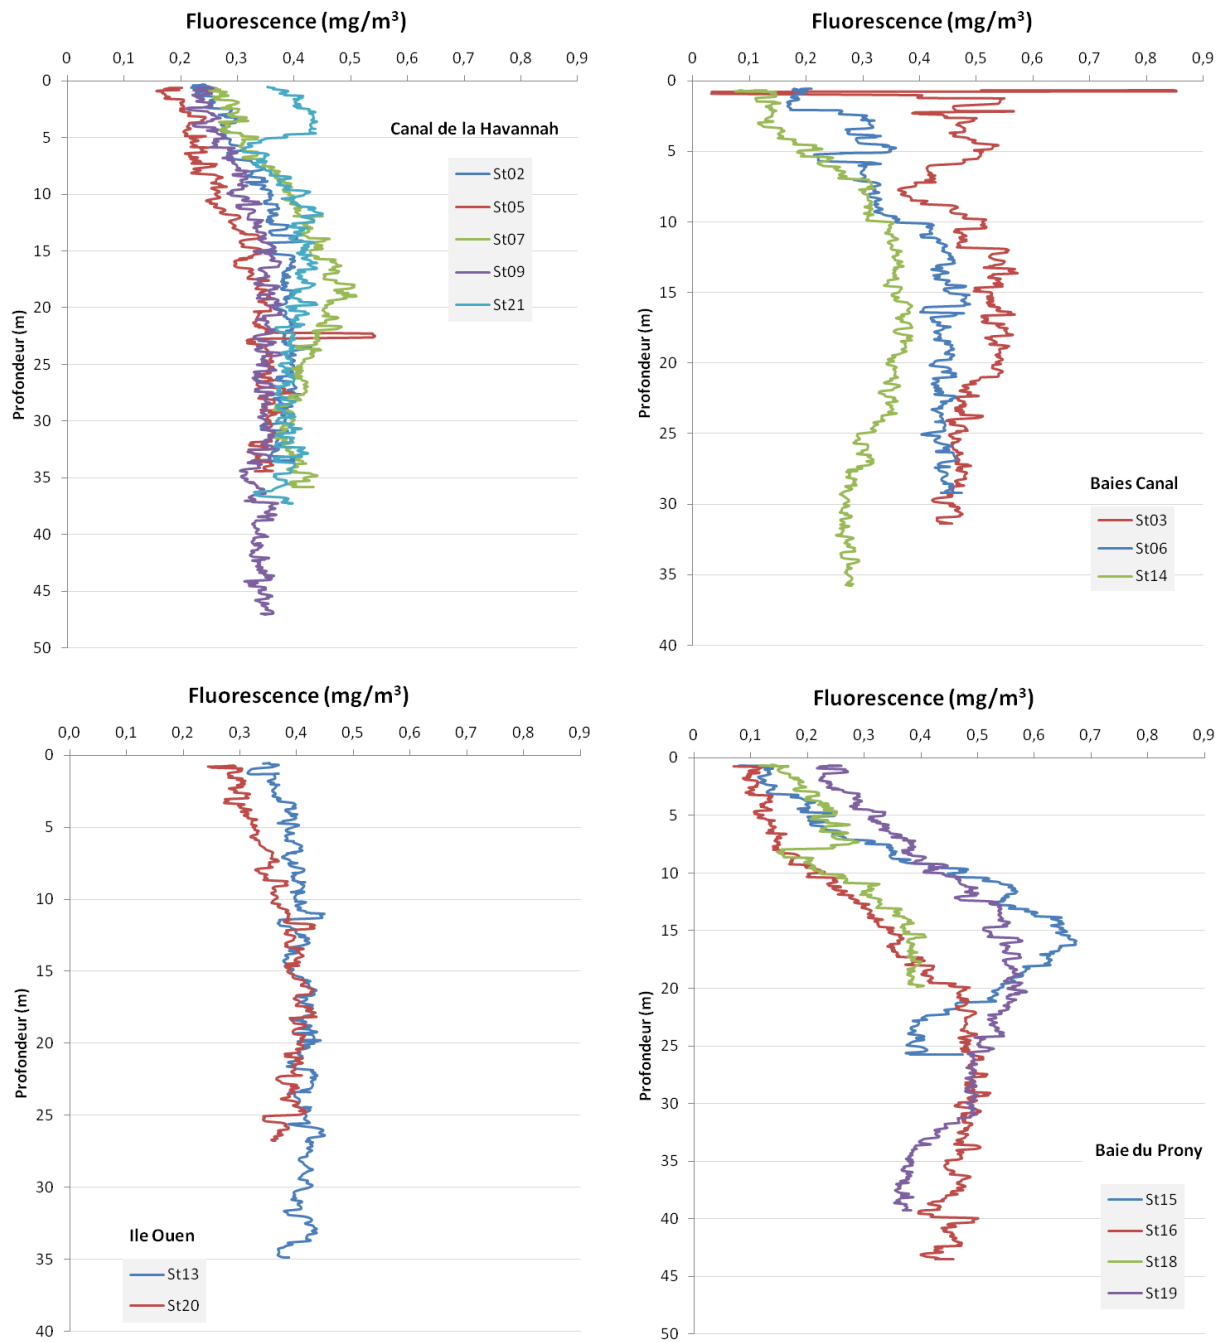 Fluorescence (mg/m³)
0 0,1 0,2 0,3 0,4 0,5 0,6 0,7 0,8 0,9
0
5
10
15
20
25
30
35
40
45
50
Profondeur (m)
Canal de la Havannah
St02
St05
St07
St09
St21
Fluorescence (mg/m³)
0 0,1 0,2 0,3 0,4 0,5 0,6 0,7 0,8 0,9
0
5
10
15
20
25
30
35
40
Profondeur (m)
Baies Canal
St03
St06
St14
Fluorescence (mg/m³)
0,0 0,1 0,2 0,3 0,4 0,5 0,6 0,7 0,8 0,9
0
5
10
15
20
25
30
35
40
Profondeur (m)
Ile Ouen
St13
St20
Fluorescence (mg/m³)
0 0,1 0,2 0,3 0,4 0,5 0,6 0,7 0,8 0,9
0
5
10
15
20
25
30
35
40
45
50
Profondeur (m)
Baie du Prony
St15
St16
St18
St19